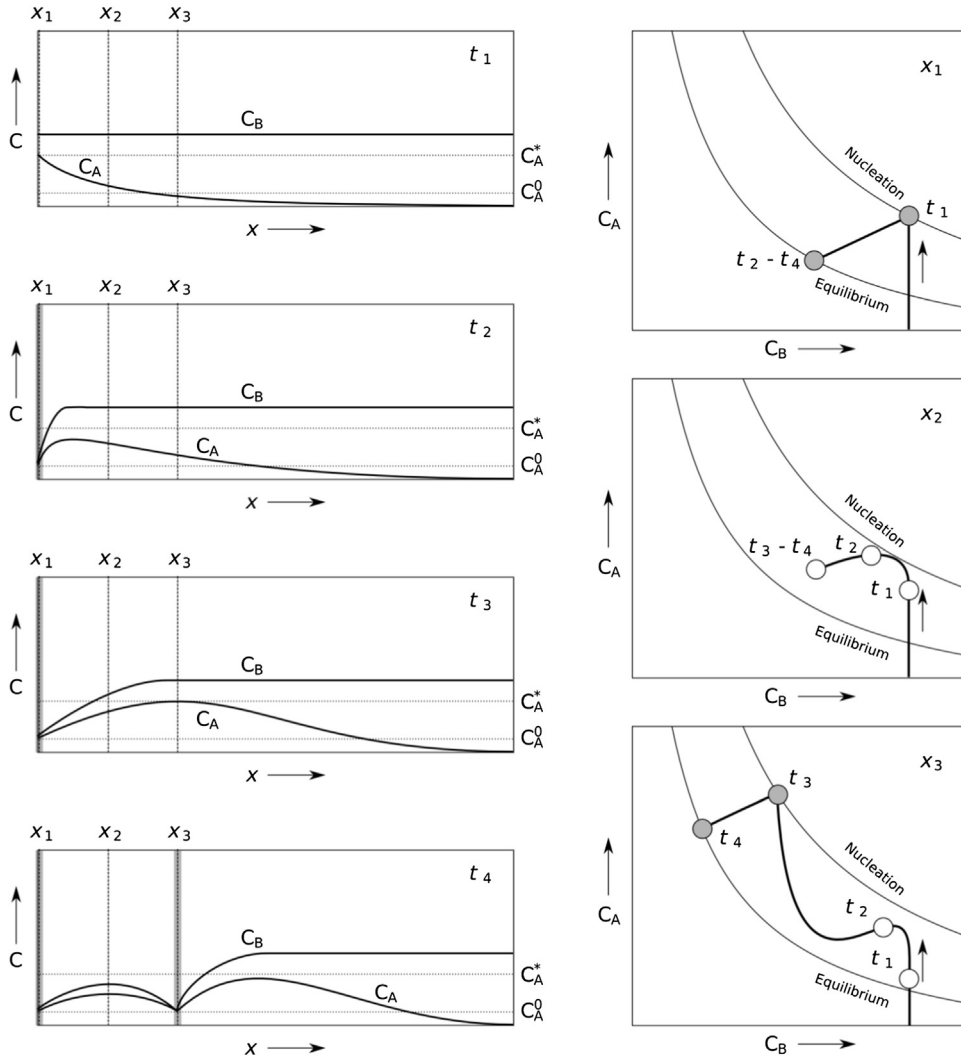 x1 x2 x3
t1
C
CB
CA
C*A
C0A
x
x1 x2 x3
t2
C
CB
CA
C*A
C0A
x
x1 x2 x3
t3
C
CB
CA
C*A
C0A
x
x1 x2 x3
t4
C
CB
CA
C*A
C0A
x
x1
Nucleation
t1
CA
t2 - t4
Equilibrium
CB
x2
Nucleation
t3 - t4
t2
CA
t1
Equilibrium
CB
x3
t3
t4
Nucleation
CA
t2
t1
Equilibrium
CB